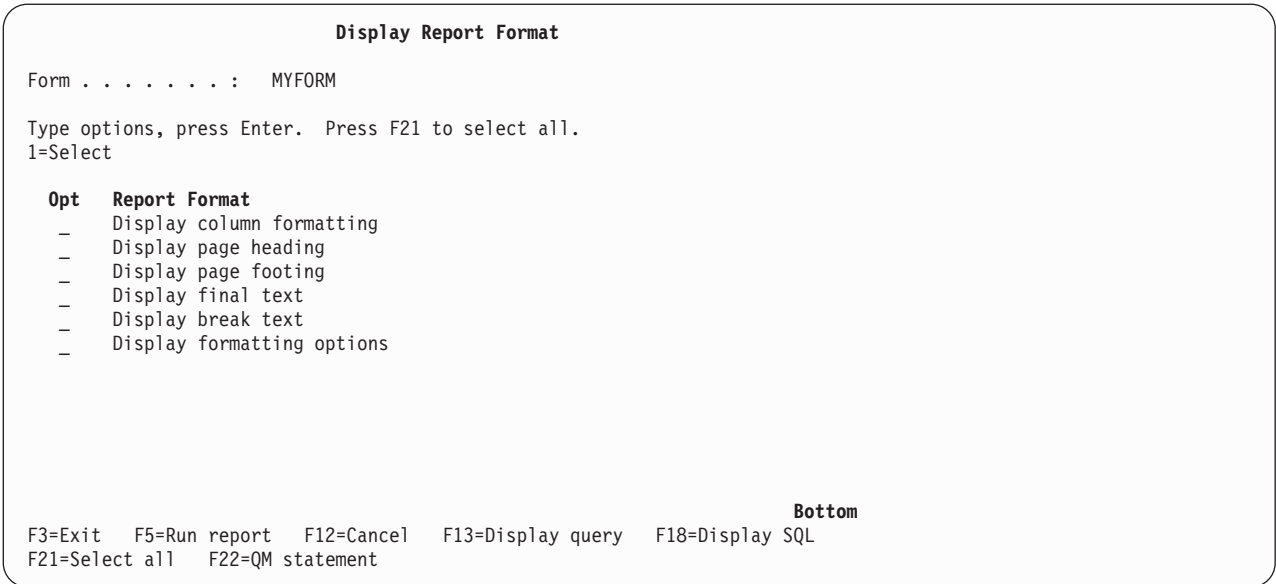 Display Report Format
Form . . . . . . . :   MYFORM
Type options, press Enter.  Press F21 to select all.
1=Select
Opt   Report Format
_   Display column formatting
_   Display page heading
_   Display page footing
_   Display final text
_   Display break text
_   Display formatting options
Bottom
F3=Exit   F5=Run report   F12=Cancel   F13=Display query   F18=Display SQL
F21=Select all   F22=QM statement